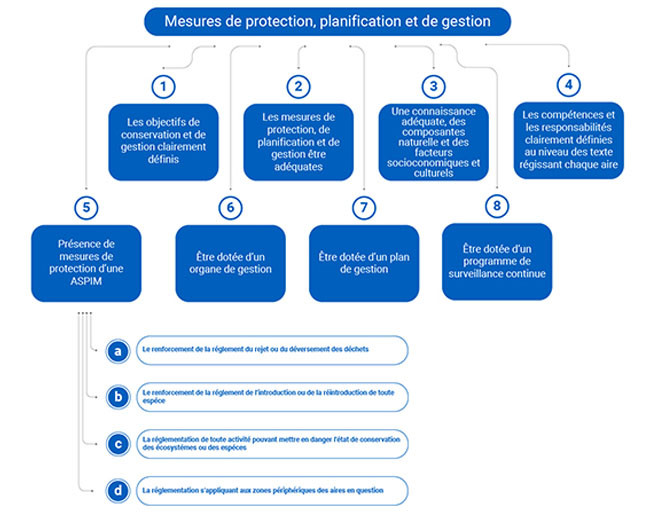 Mesures de protection, planification et de gestion
1
Les objectifs de
conservation et de
gestion clairement
définis
2
Les mesures de
protection, de
planification et de
gestion être
adéquates
3
Une connaissance
adéquate, des
composantes
naturelle et des
facteurs
socioconomiques et
culturels
4
Les compétences et
les responsabilités
clairement définies
au niveau des texte
régissant chaque aire
5
Présence de
mesures de
protection d'une
ASPIM
6
Être dotée d'un
organe de gestion
7
Être dotée d'un plan
de gestion
8
Être dotée d'un
programme de
surveillance continue
a
Le renforcement de la réglement du rejet ou du déversement des déchets
b
Le renforcement de la réglement de l'introduction ou de la réintroduction de toute
espéce
c
La réglementation de toute activité pouvant mettre en danger l'état de conservation
des écosystèmes ou des espèces
d
La réglementation s'appliquant aux zones périphériques des aires en question